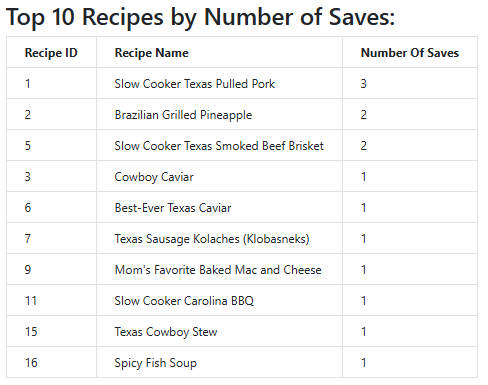 Top 10 Recipes by Number of Saves:
Recipe ID Recipe Name Number Of Saves
1 Slow Cooker Texas Pulled Pork 3
2 Brazilian Grilled Pineapple 2
5 Slow Cooker Texas Smoked Beef Brisket 2
3 Cowboy Caviar 1
6 Best-Ever Texas Caviar 1
7 Texas Sausage Kolaches (Klobasneks) 1
9 Mom's Favorite Baked Mac and Cheese 1
11 Slow Cooker Carolina BBQ 1
15 Texas Cowboy Stew 1
16 Spicy Fish Soup 1